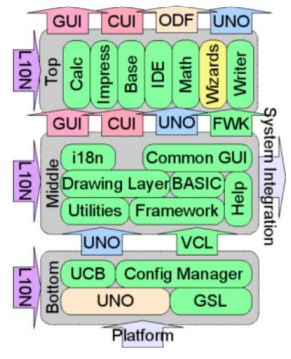 GUI CUI ODF UNO
L10N
Top
Calc
Impress
Base
IDE
Math
Wizards
Writer
GUI CUI UNO FWK
System Integration
L10N
Middle
i18n Common GUI
Drawing Layer BASIC
Utilities Framework
Help
UNO VCL
L10N
Bottom
UCB Config Manager
UNO GSL
Platform